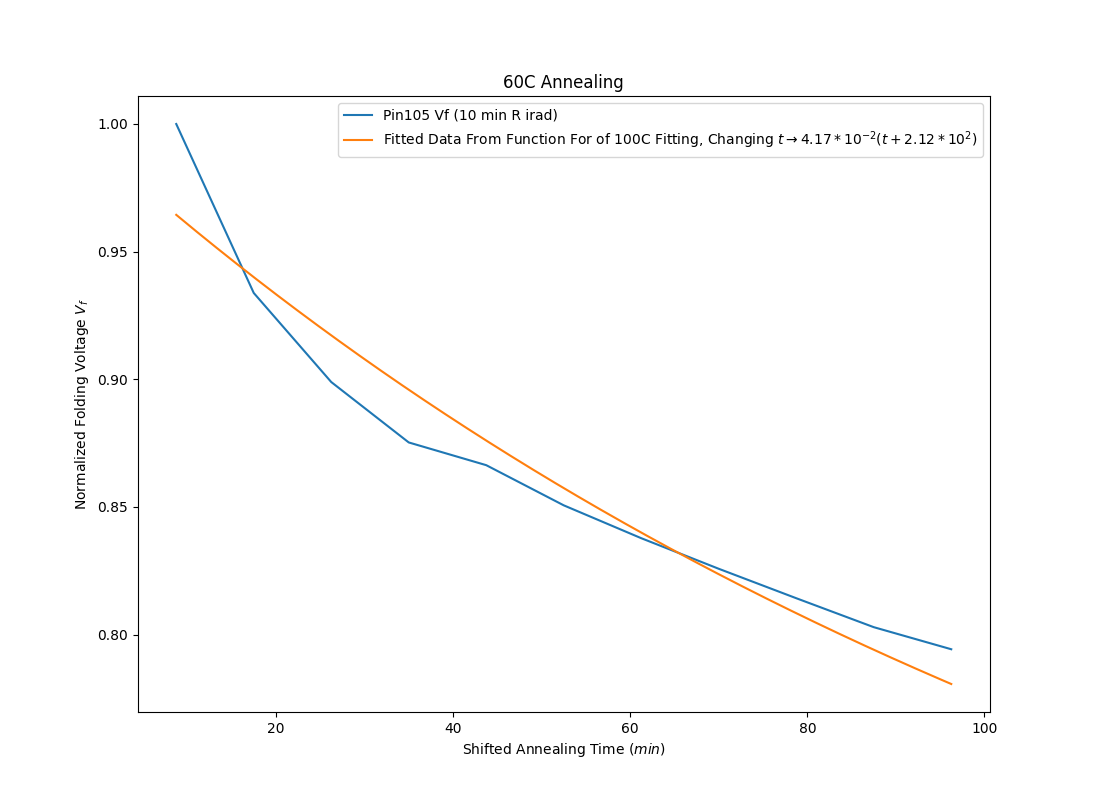 60C Annealing
Pin105 Vf (10 min R irad)
Fitted Data From Function For of 100C Fitting, Changing $t \rightarrow 4.17 * 10^{-2}(t + 2.12 * 10^{2})$
1.00
0.95
0.90
0.85
0.80
Normalized Folding Voltage $V_f$
20 40 60 80 100
Shifted Annealing Time (min)